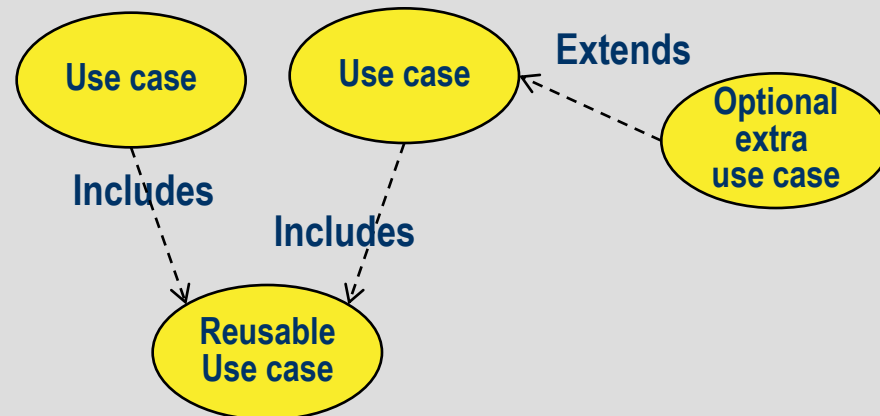 Use case
Use case
Extends
Optional
extra
use case
Includes
Includes
Reusable
Use case